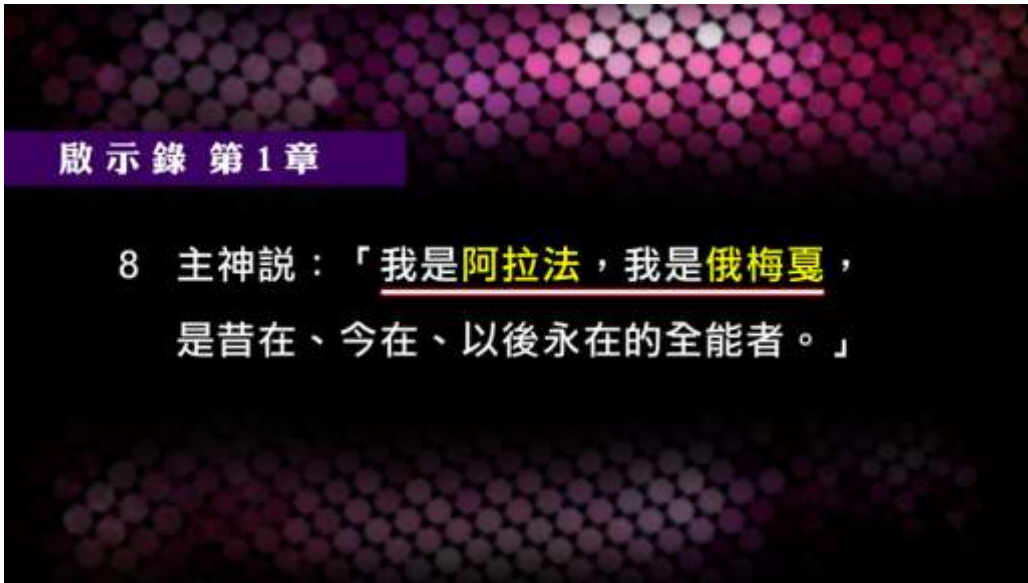 啟示錄 第1章
8 主神説：「我是阿拉法，我是俄梅戛，
是昔在、今在、以後永在的全能者。」